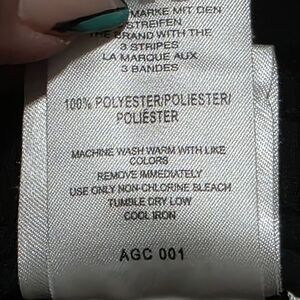 MARKE MIT DEN
STREIFEN
THE BRAND WITH THE
3 STRIPES
LA MARQUE AUX
3 BANDES
100% POLYESTER/POLIESTER/
POLIÉSTER
MACHINE WASH WARM WITH LIKE
COLORS
REMOVE IMMEDIATELY
USE ONLY NON-CHLORINE BLEACH
TUMBLE DRY LOW
COOL IRON
AGC 001